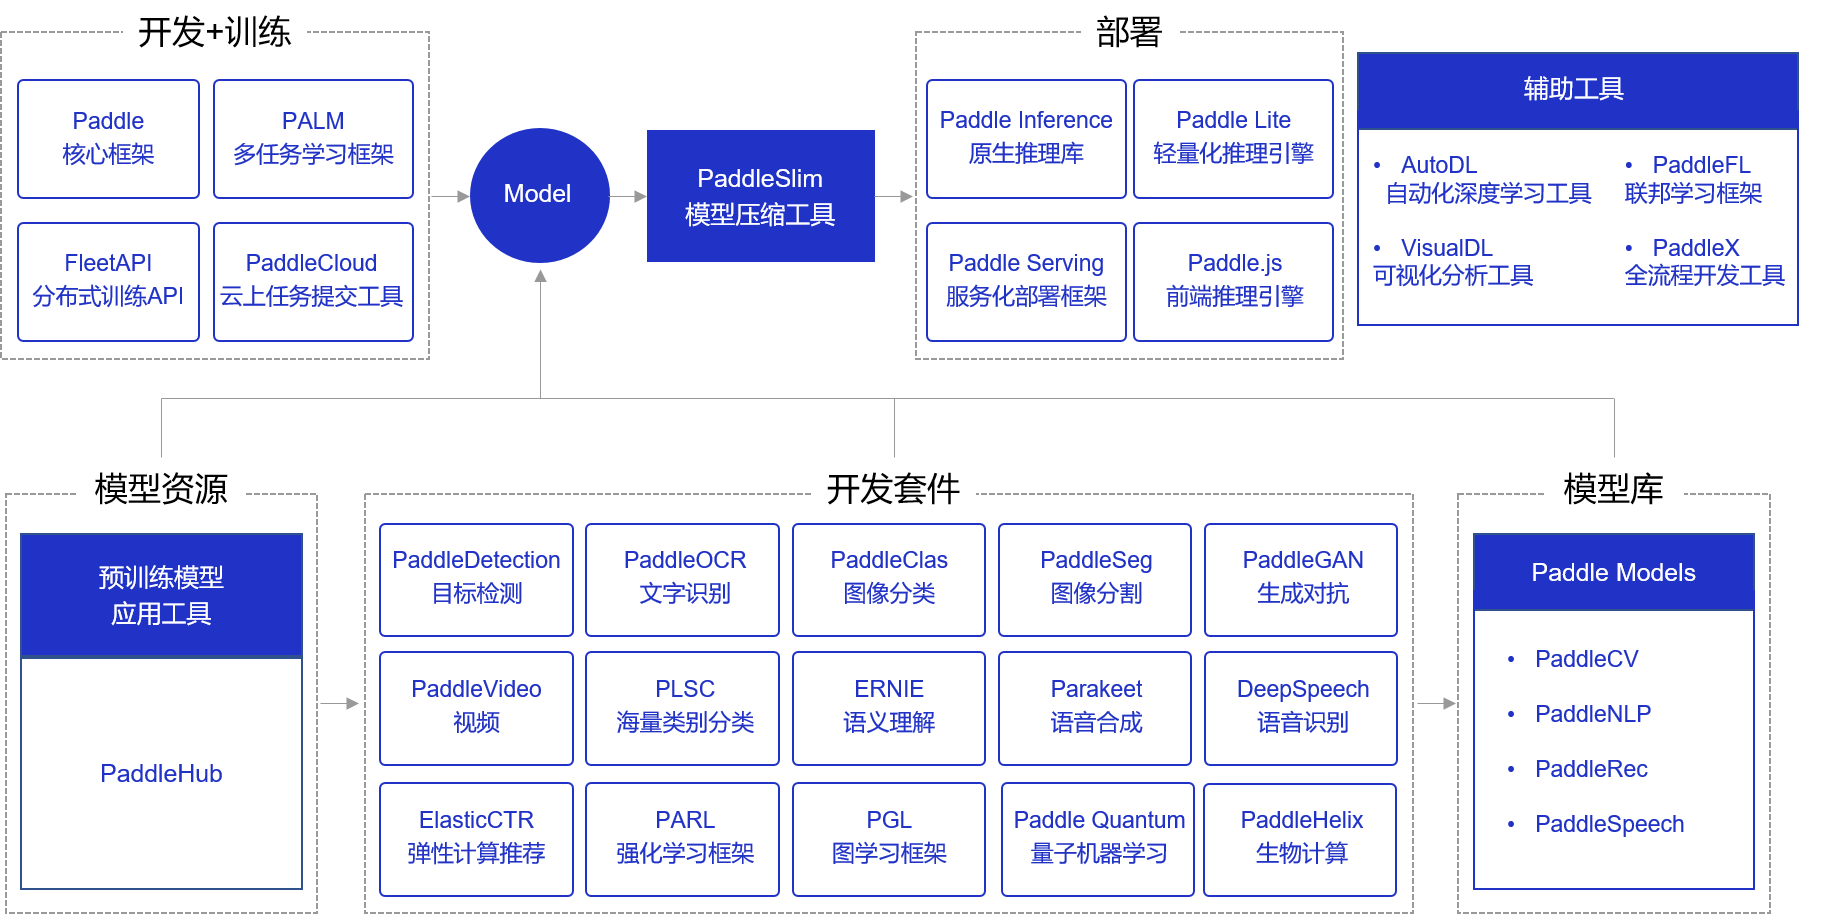 开发+训练
Paddle
核心框架
PALM
多任务学习框架
FleetAPI
分布式训练API
PaddleCloud
云上任务提交工具
Model
PaddleSlim
模型压缩工具
部署
Paddle Inference
原生推理库
Paddle Lite
轻量化推理引擎
Paddle Serving
服务化部署框架
Paddle.js
前端推理引擎
辅助工具
• AutoDL
自动化深度学习工具
• PaddleFL
联邦学习框架
• VisualDL
可视化分析工具
• PaddleX
全流程开发工具
模型资源
预训练模型
应用工具
PaddleHub
开发套件
PaddleDetection
目标检测
PaddleOCR
文字识别
PaddleClas
图像分类
PaddleSeg
图像分割
PaddleGAN
生成对抗
PaddleVideo
视频
PLSC
海量类别分类
ERNIE
语义理解
Parakeet
语音合成
DeepSpeech
语音识别
ElasticCTR
弹性计算推荐
PARL
强化学习框架
PGL
图学习框架
Paddle Quantum
量子机器学习
PaddleHelix
生物计算
模型库
Paddle Models
• PaddleCV
• PaddleNLP
• PaddleRec
• PaddleSpeech